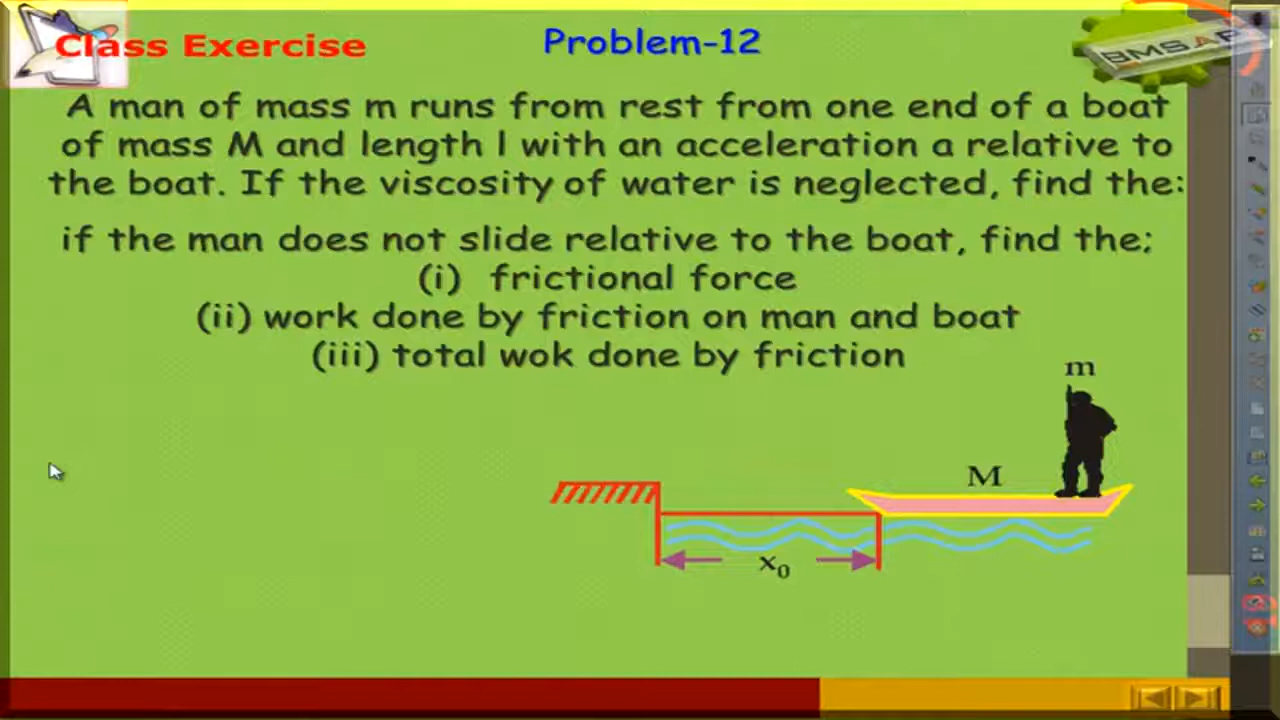 Class Exercise
Problem-12
BMSAP
A man of mass m runs from rest from one end of a boat
of mass M and length l with an acceleration a relative to
the boat. If the viscosity of water is neglected, find the:
if the man does not slide relative to the boat, find the;
(i) frictional force
(ii) work done by friction on man and boat
(iii) total wok done by friction
m
M
x₀